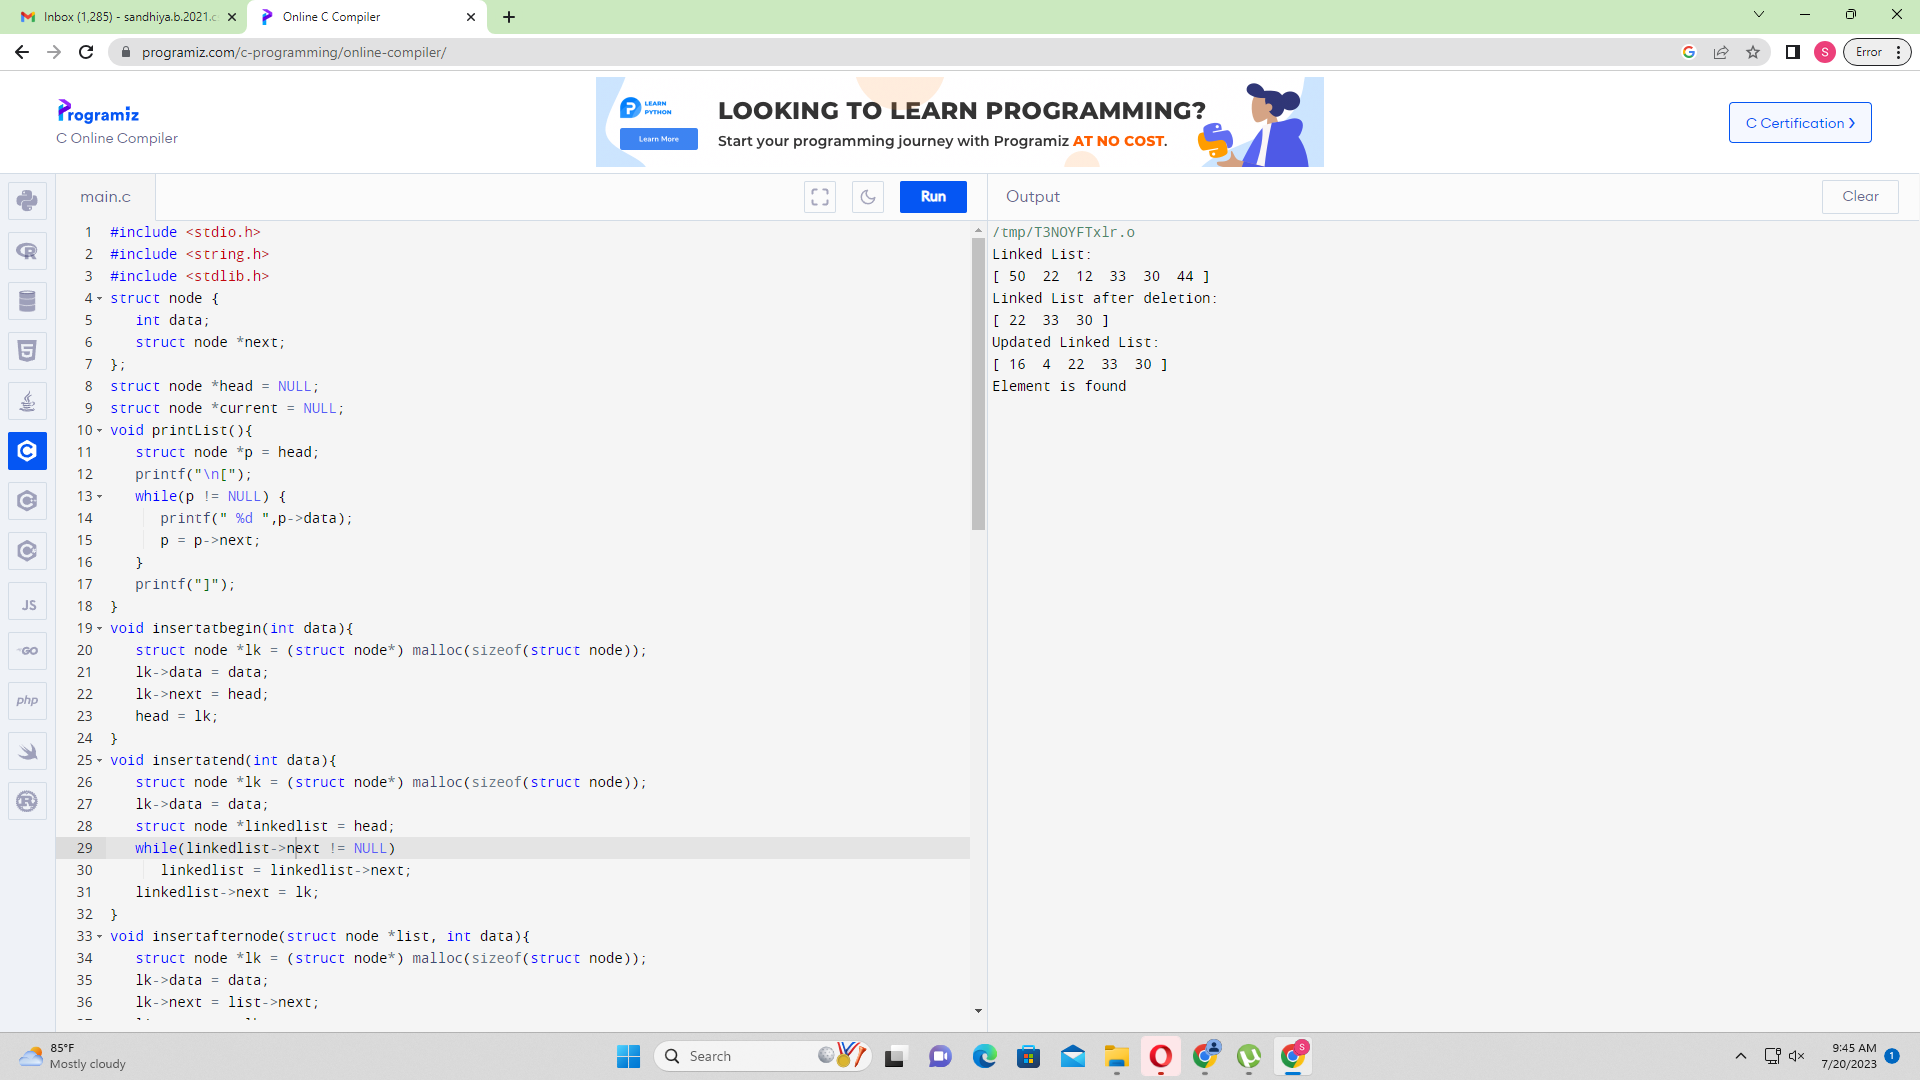 Inbox (1,285) - sandhiya.b.2021.c
Online C Compiler
programiz.com/c-programming/online-compiler/
S
Error
Programiz
C Online Compiler
LEARN
PYTHON
Learn More
LOOKING TO LEARN PROGRAMMING?
Start your programming journey with Programiz AT NO COST.
C Certification
main.c
Run
Output
Clear
1 #include <stdio.h>
2 #include <string.h>
3 #include <stdlib.h>
4 struct node {
5 int data;
6 struct node *next;
7 };
8 struct node *head = NULL;
9 struct node *current = NULL;
10 void printList(){
11 struct node *p = head;
12 printf("\n[");
13 while(p != NULL) {
14 printf(" %d ",p->data);
15 p = p->next;
16 }
17 printf("]");
18 }
19 void insertatbegin(int data){
20 struct node *lk = (struct node*) malloc(sizeof(struct node));
21 lk->data = data;
22 lk->next = head;
23 head = lk;
24 }
25 void insertatend(int data){
26 struct node *lk = (struct node*) malloc(sizeof(struct node));
27 lk->data = data;
28 struct node *linkedlist = head;
29 while(linkedlist->next != NULL)
30 linkedlist = linkedlist->next;
31 linkedlist->next = lk;
32 }
33 void insertafternode(struct node *list, int data){
34 struct node *lk = (struct node*) malloc(sizeof(struct node));
35 lk->data = data;
36 lk->next = list->next;
/tmp/T3NOYFTxlr.o
Linked List:
[ 50  22  12  33  30  44 ]
Linked List after deletion:
[ 22  33  30 ]
Updated Linked List:
[ 16  4  22  33  30 ]
Element is found
JS
GO
php
85°F
Mostly cloudy
Search
S
9:45 AM
7/20/2023
1